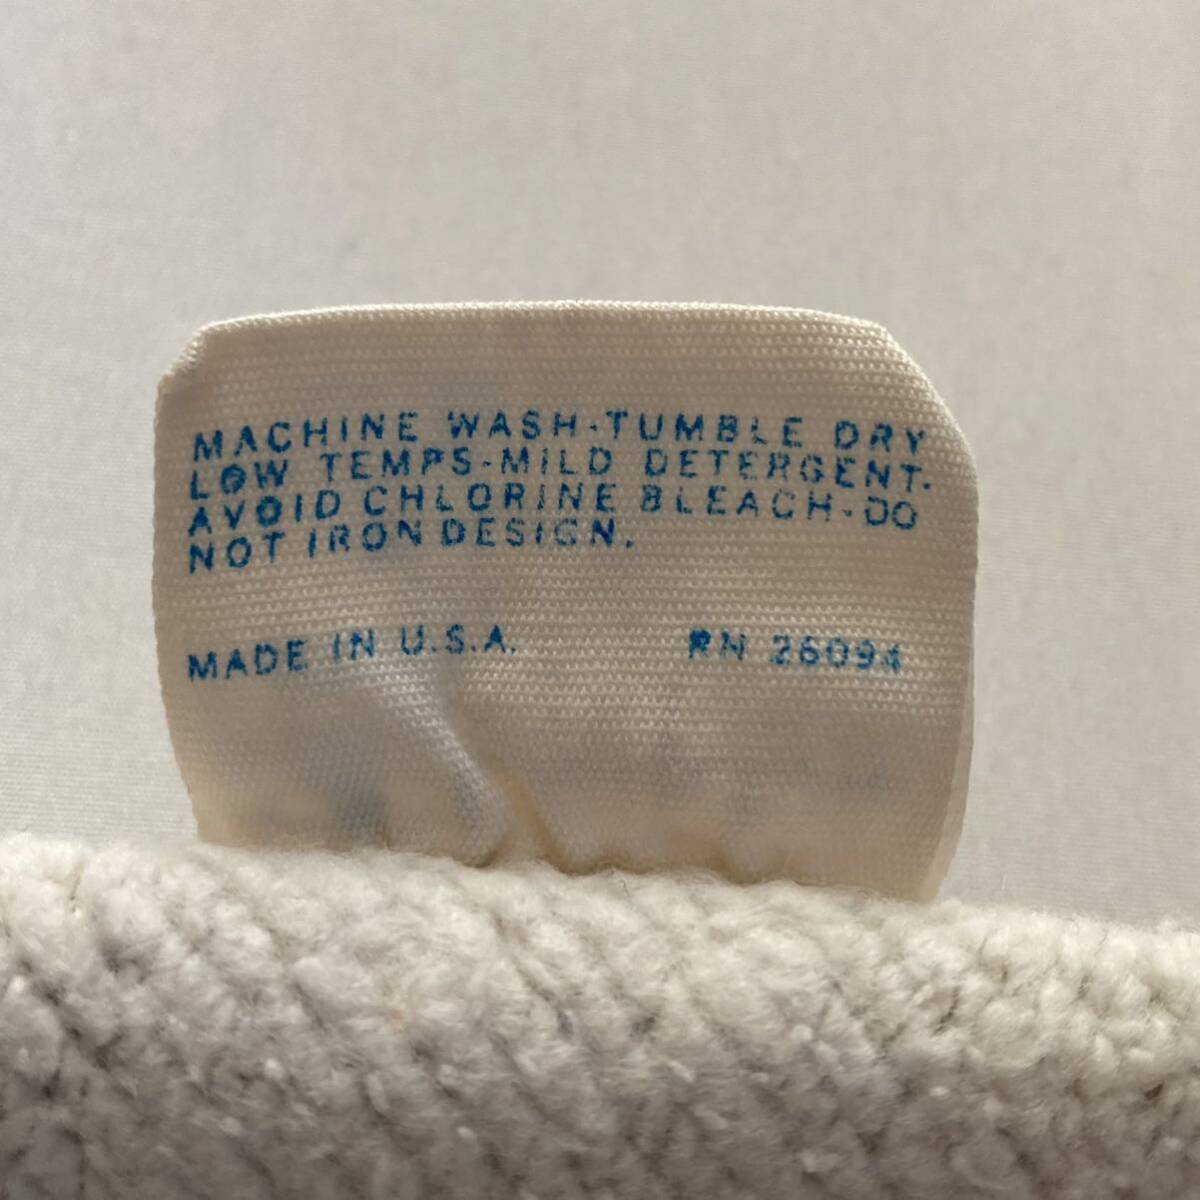 MACHINE WASH-TUMBLE DRY
LOW TEMPS-MILD DETERGENT.
AVOID CHLORINE BLEACH-DO
NOT IRON DESIGN.
MADE IN U.S.A. RN 26094